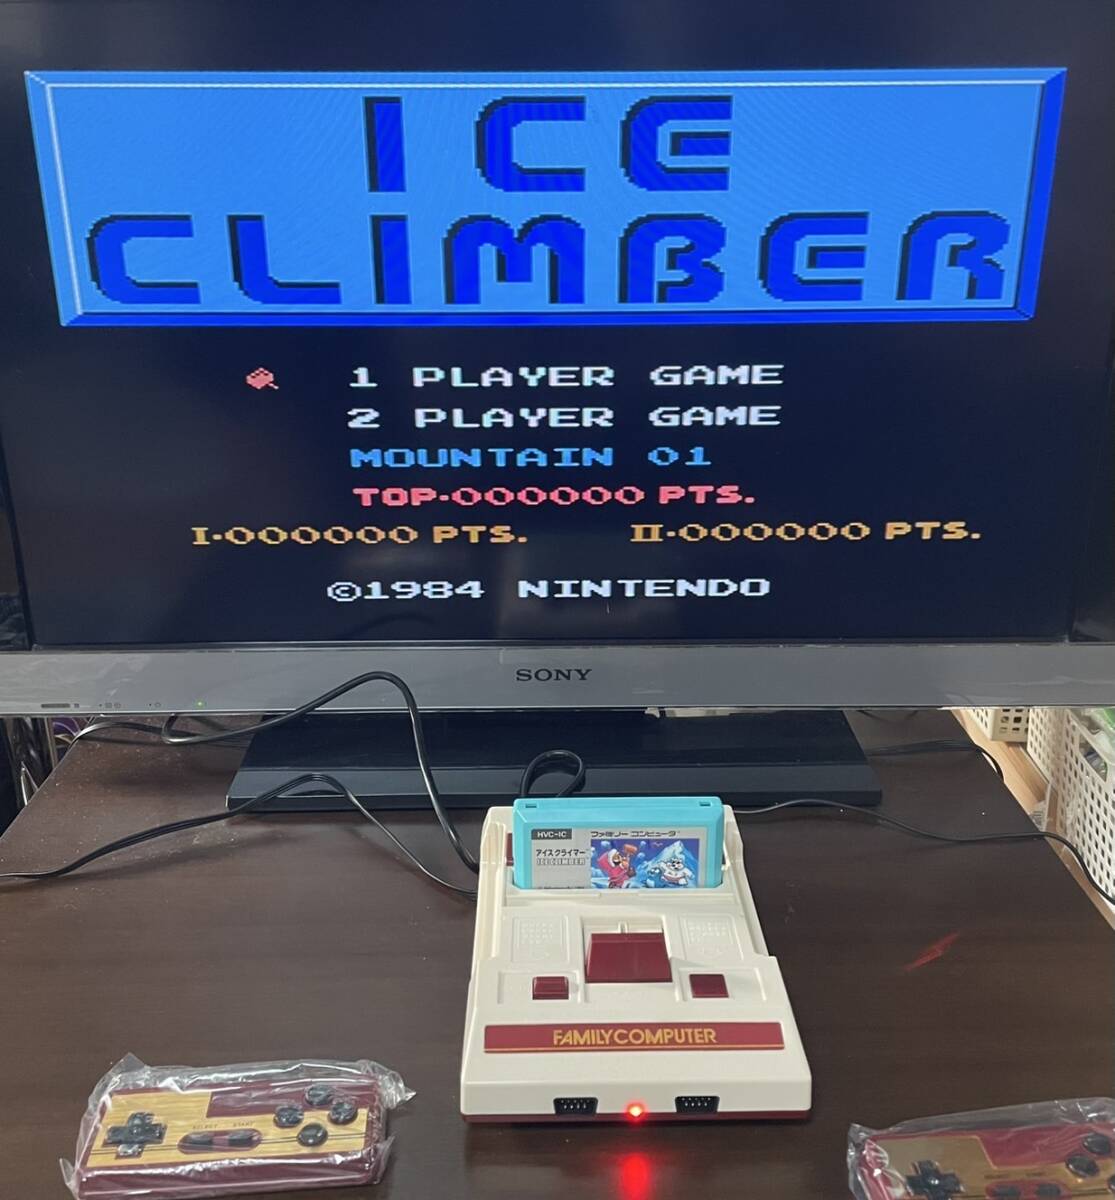 ICE
CLIMBER
1 PLAYER GAME
2 PLAYER GAME
MOUNTAIN 01
TOP-000000 PTS.
I-000000 PTS. II-000000 PTS.
©1984 NINTENDO
SONY
HVC-IC ファミリー コンピュータ
アイスクライマー
ICE CLIMBER
FAMILY COMPUTER
SELECT START